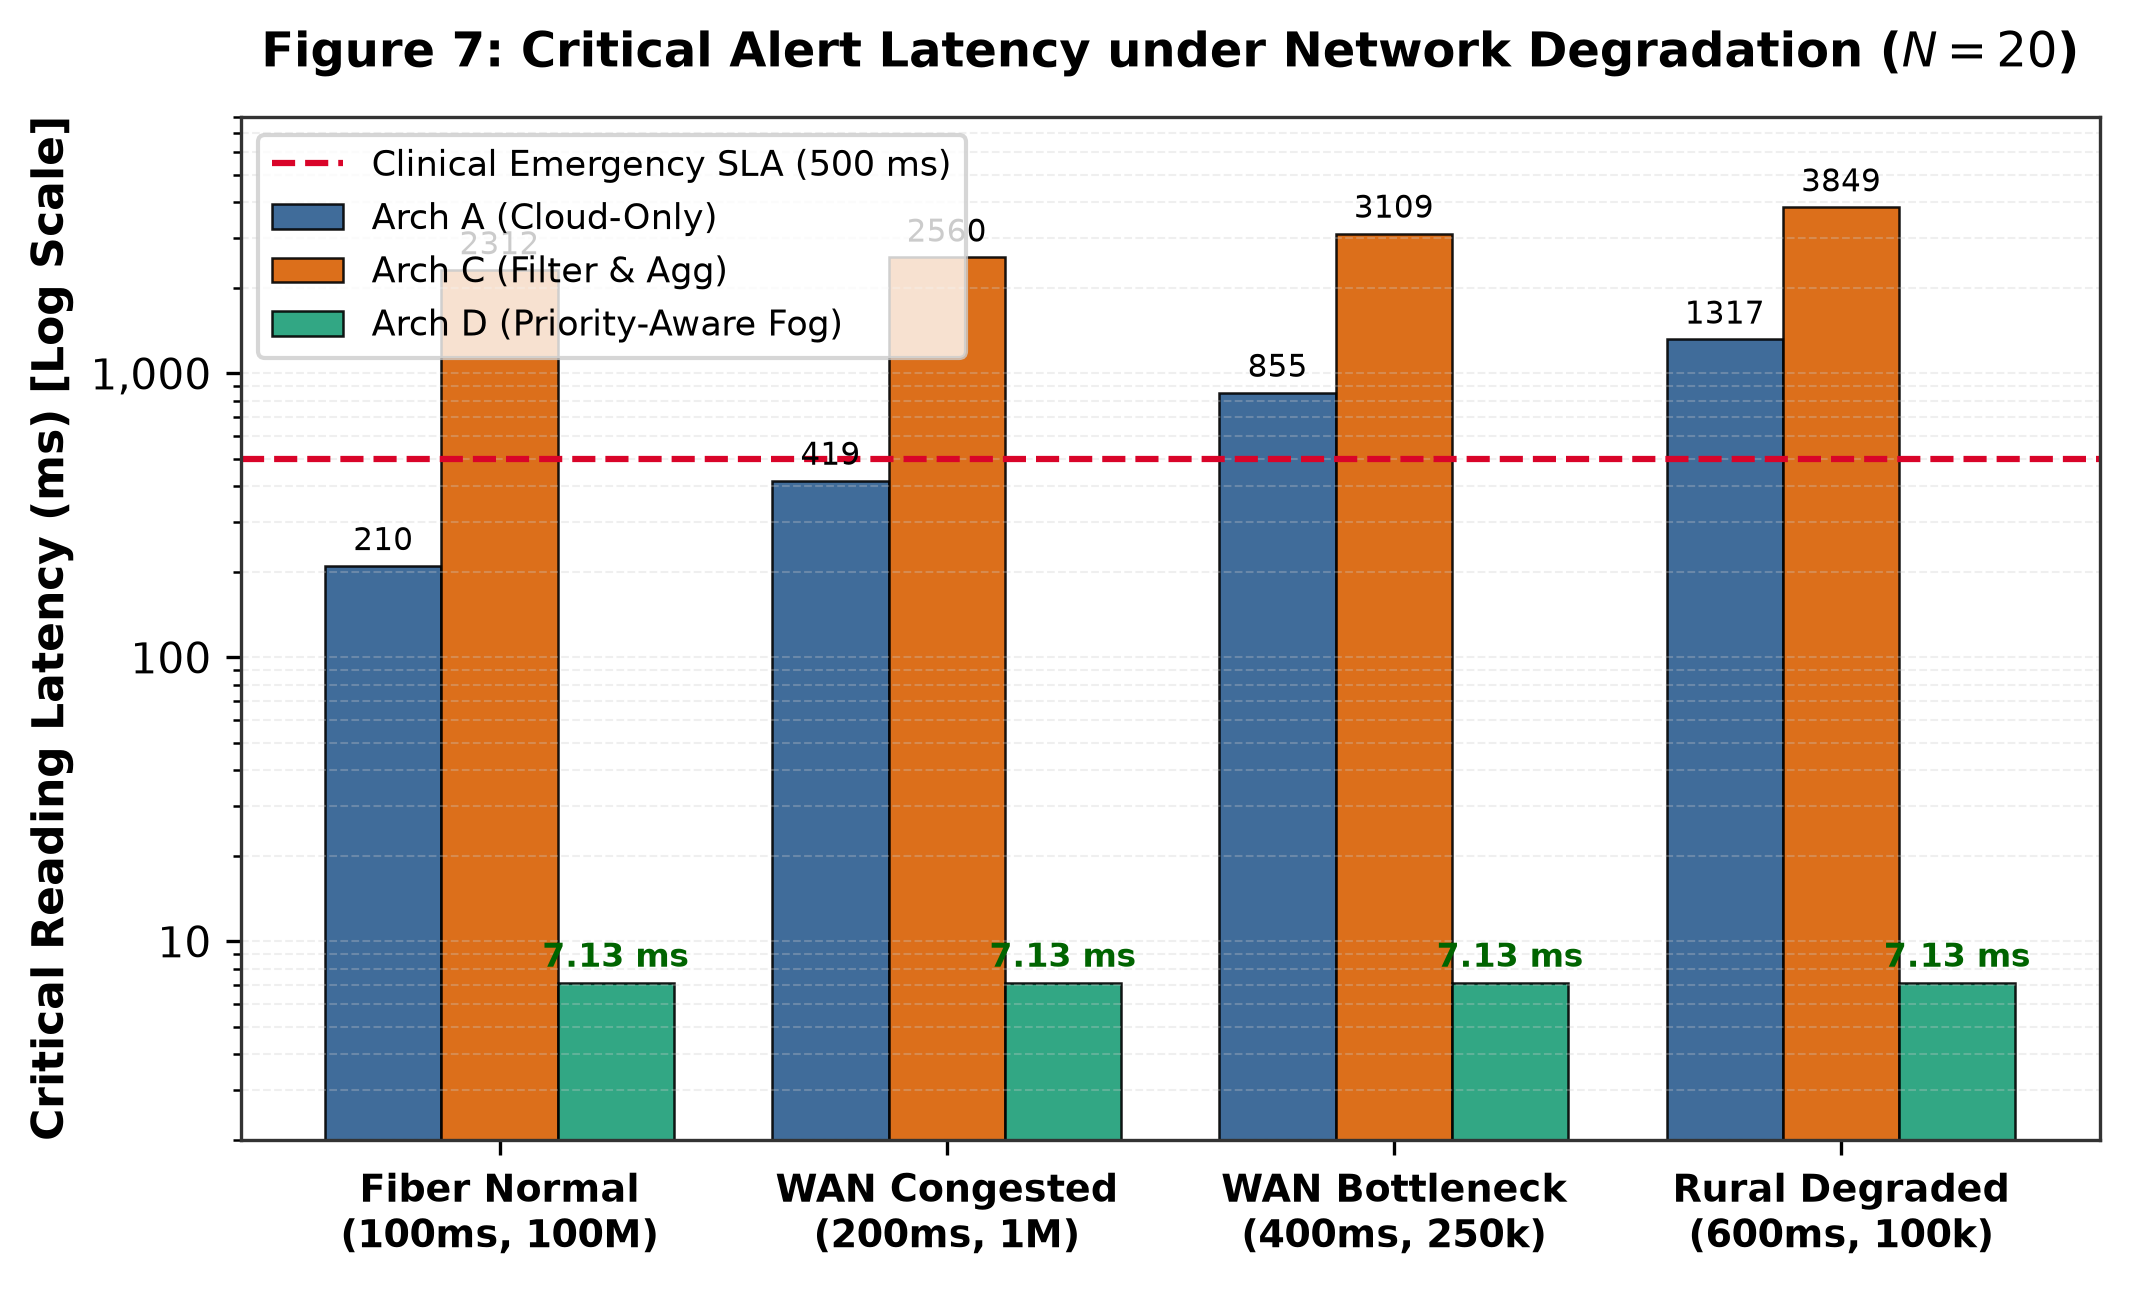 Figure 7: Critical Alert Latency under Network Degradation (N = 20)
Critical Reading Latency (ms) [Log Scale]
1,000
100
10
Clinical Emergency SLA (500 ms)
Arch A (Cloud-Only)
Arch C (Filter & Agg)
Arch D (Priority-Aware Fog)
210
2312
7.13 ms
419
2560
7.13 ms
855
3109
7.13 ms
1317
3849
7.13 ms
Fiber Normal
(100ms, 100M)
WAN Congested
(200ms, 1M)
WAN Bottleneck
(400ms, 250k)
Rural Degraded
(600ms, 100k)